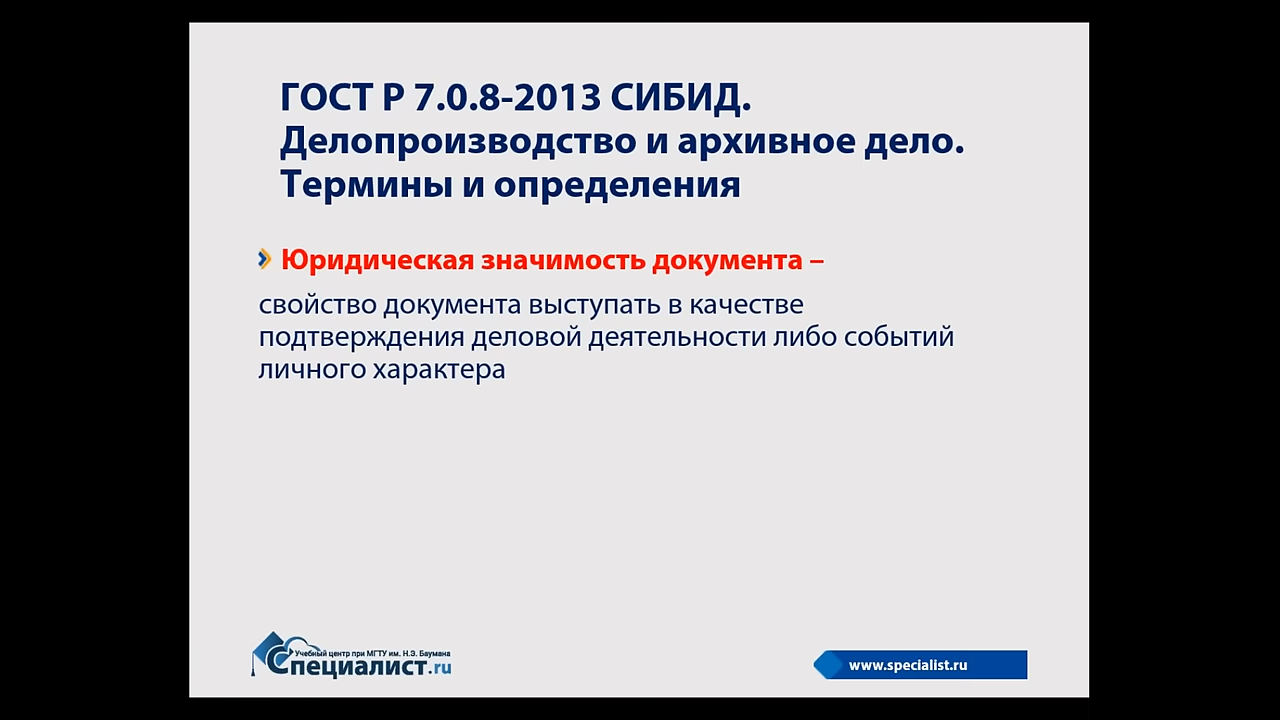 ГОСТ Р 7.0.8-2013 СИБИД.
Делопроизводство и архивное дело.
Термины и определения
Юридическая значимость документа –
свойство документа выступать в качестве
подтверждения деловой деятельности либо событий
личного характера
Учебный центр при МГТУ им. Н.Э. Баумана
Специалист.ru
www.specialist.ru